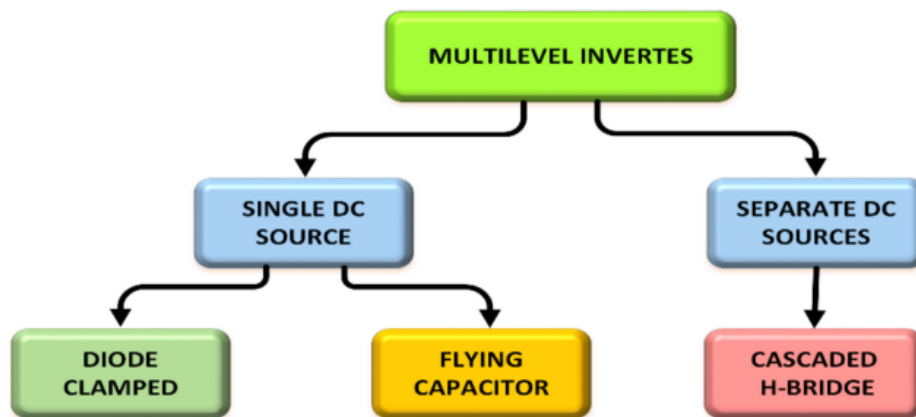 MULTILEVEL INVERTES
SINGLE DC
SOURCE
SEPARATE DC
SOURCES
DIODE
CLAMPED
FLYING
CAPACITOR
CASCADED
H-BRIDGE